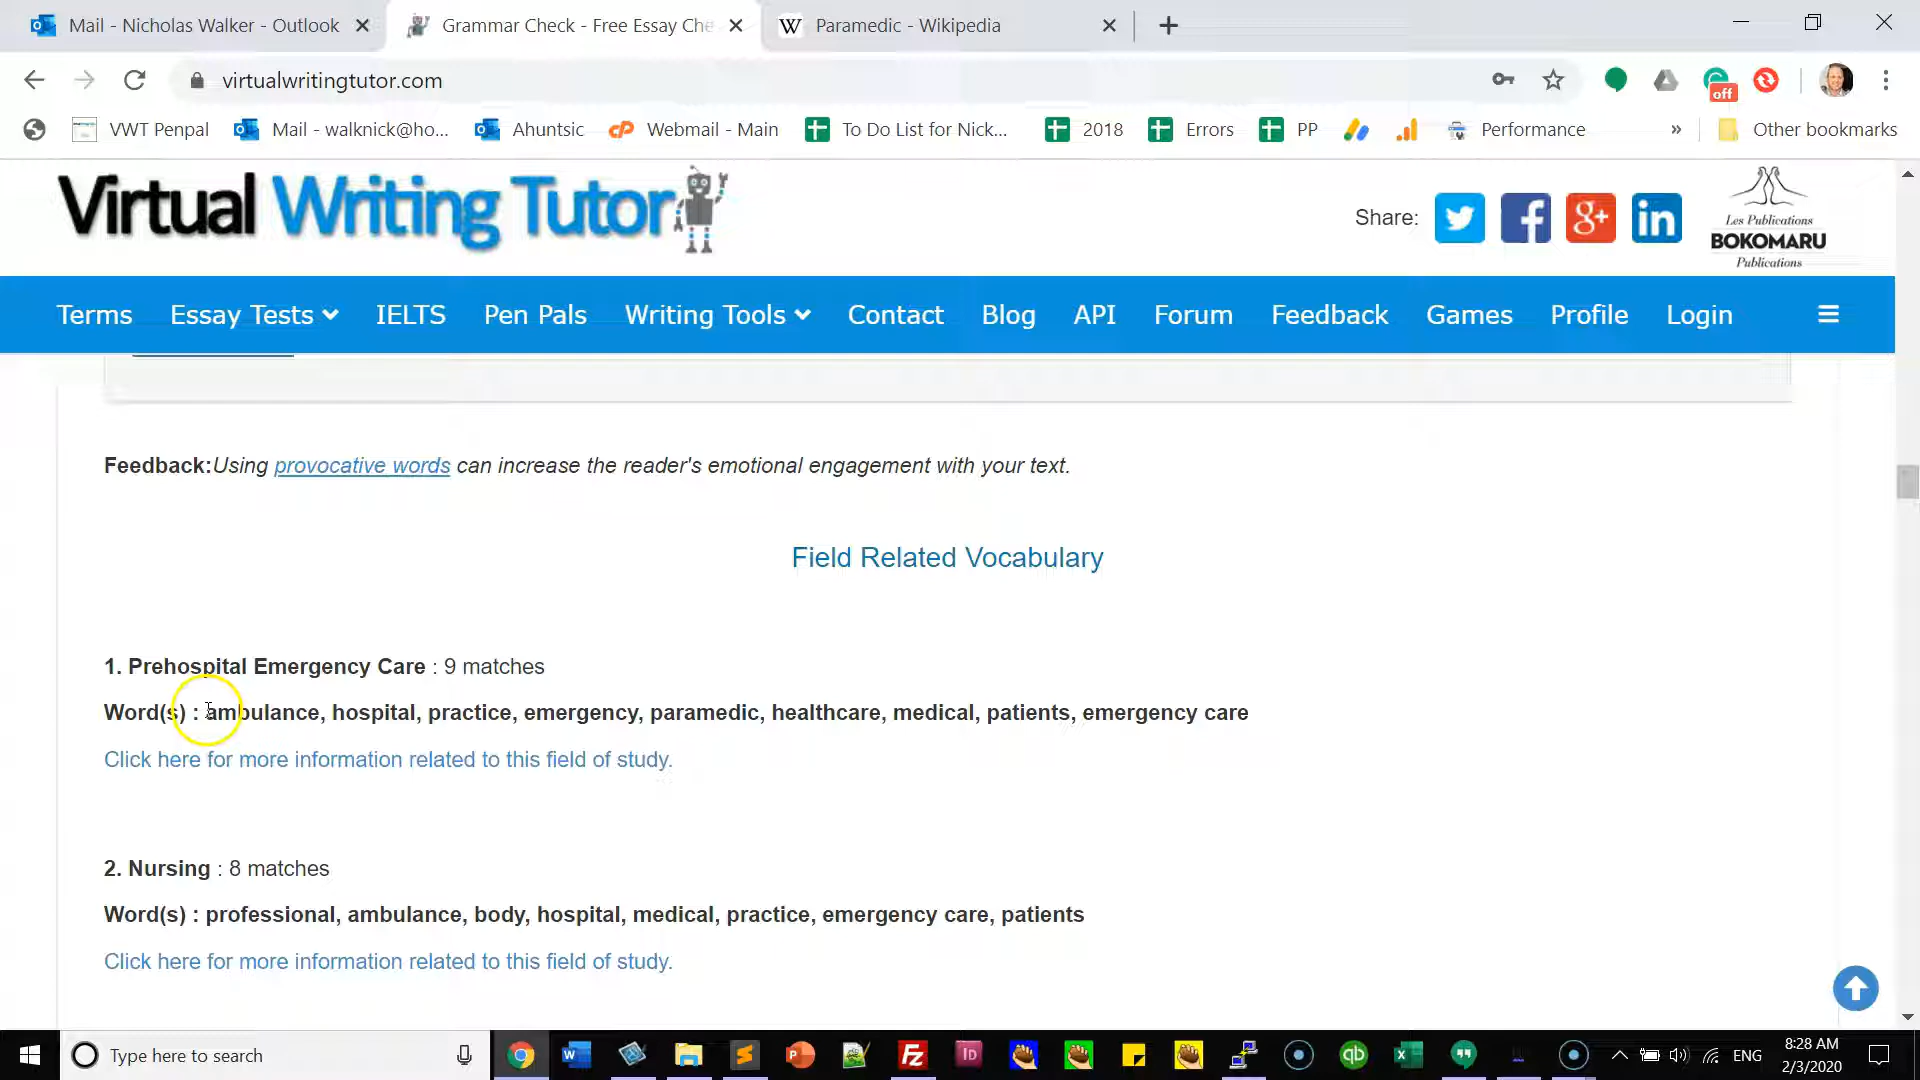 Mail - Nicholas Walker - Outlook
Grammar Check - Free Essay Che
W Paramedic - Wikipedia
virtualwritingtutor.com
off
VWT Penpal
Mail - walknick@ho...
Ahuntsic
Webmail - Main
To Do List for Nick...
2018
Errors
PP
Performance
»
Other bookmarks
Virtual Writing Tutor
Share:
Les Publications
BOKOMARU
Publications
Terms
Essay Tests
IELTS
Pen Pals
Writing Tools
Contact
Blog
API
Forum
Feedback
Games
Profile
Login
Feedback:Using provocative words can increase the reader's emotional engagement with your text.
Field Related Vocabulary
1. Prehospital Emergency Care : 9 matches
Word(s) : ambulance, hospital, practice, emergency, paramedic, healthcare, medical, patients, emergency care
Click here for more information related to this field of study.
2. Nursing : 8 matches
Word(s) : professional, ambulance, body, hospital, medical, practice, emergency care, patients
Click here for more information related to this field of study.
Type here to search
ENG
8:28 AM
2/3/2020